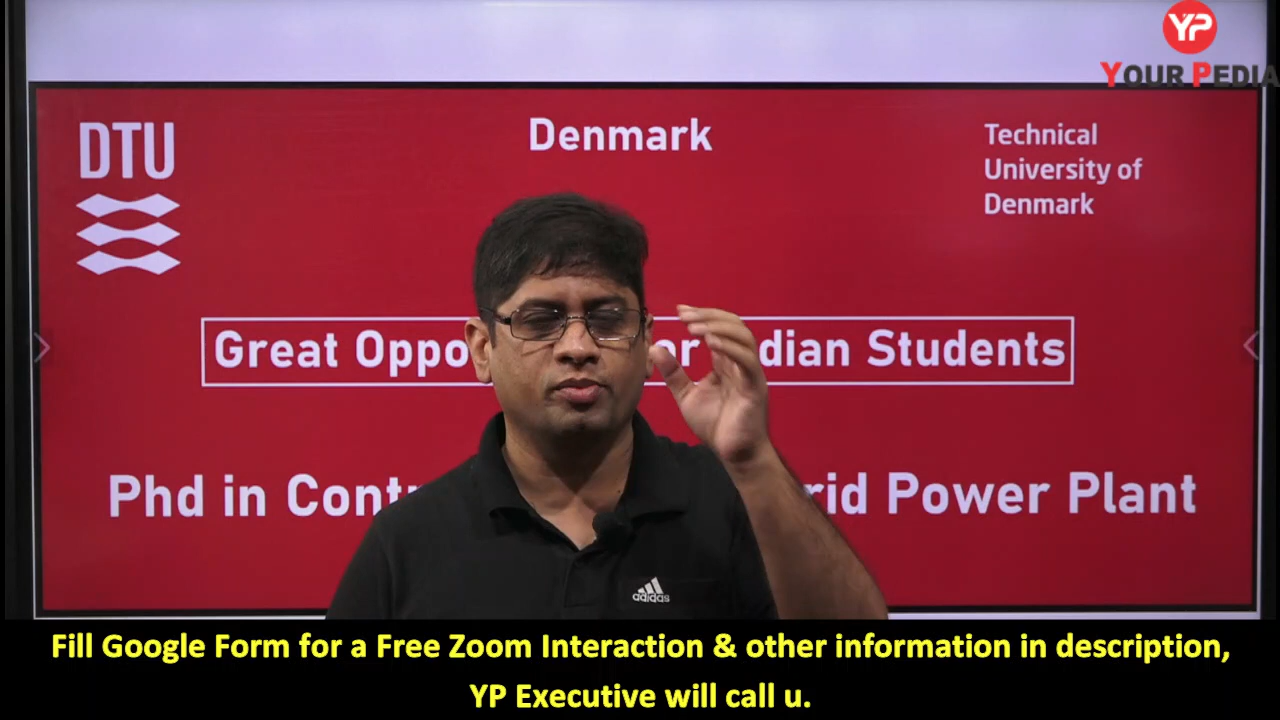 YP
YOUR PEDIA
DTU
Denmark
Technical
University of
Denmark
Great Oppo or dian Students
Phd in Cont rid Power Plant
adidas
Fill Google Form for a Free Zoom Interaction & other information in description,
YP Executive will call u.